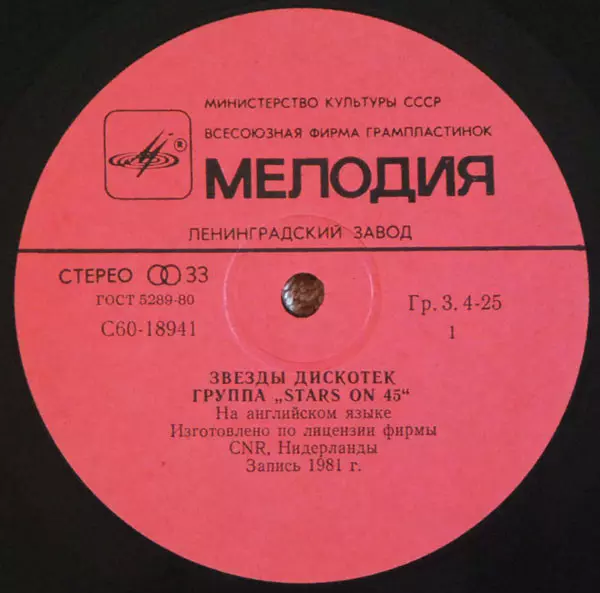 МИНИСТЕРСТВО КУЛЬТУРЫ СССР
ВСЕСОЮЗНАЯ ФИРМА ГРАМПЛАСТИНОК
®
МЕЛОДИЯ
ЛЕНИНГРАДСКИЙ ЗАВОД
СТЕРЕО 33
ГОСТ 5289-80
С60-18941
Гр. 3. 4-25
1
ЗВЕЗДЫ ДИСКОТЕК
ГРУППА „STARS ON 45“
На английском языке
Изготовлено по лицензии фирмы
CNR, Нидерланды
Запись 1981 г.